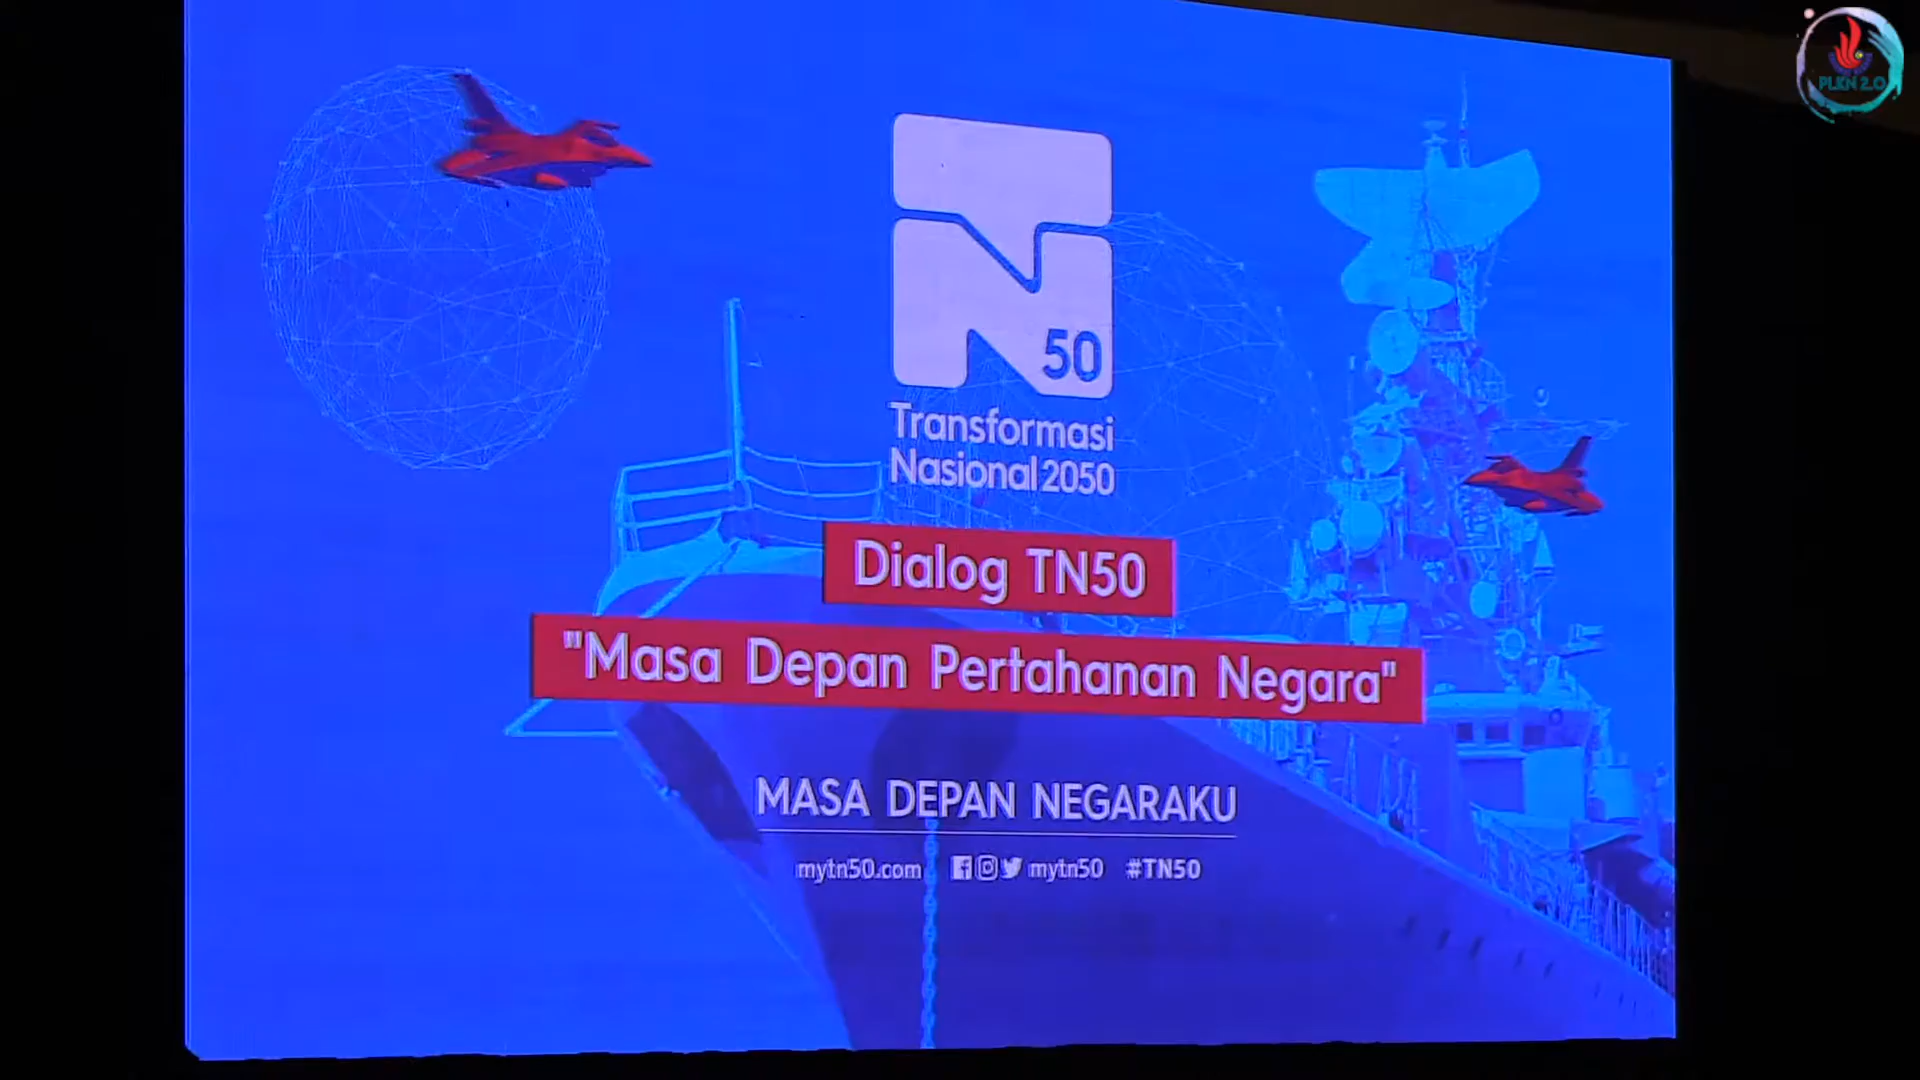 PLKN 2.0
50
Transformasi
Nasional 2050
Dialog TN50
"Masa Depan Pertahanan Negara"
MASA DEPAN NEGARAKU
mytn50.com mytn50 #TN50